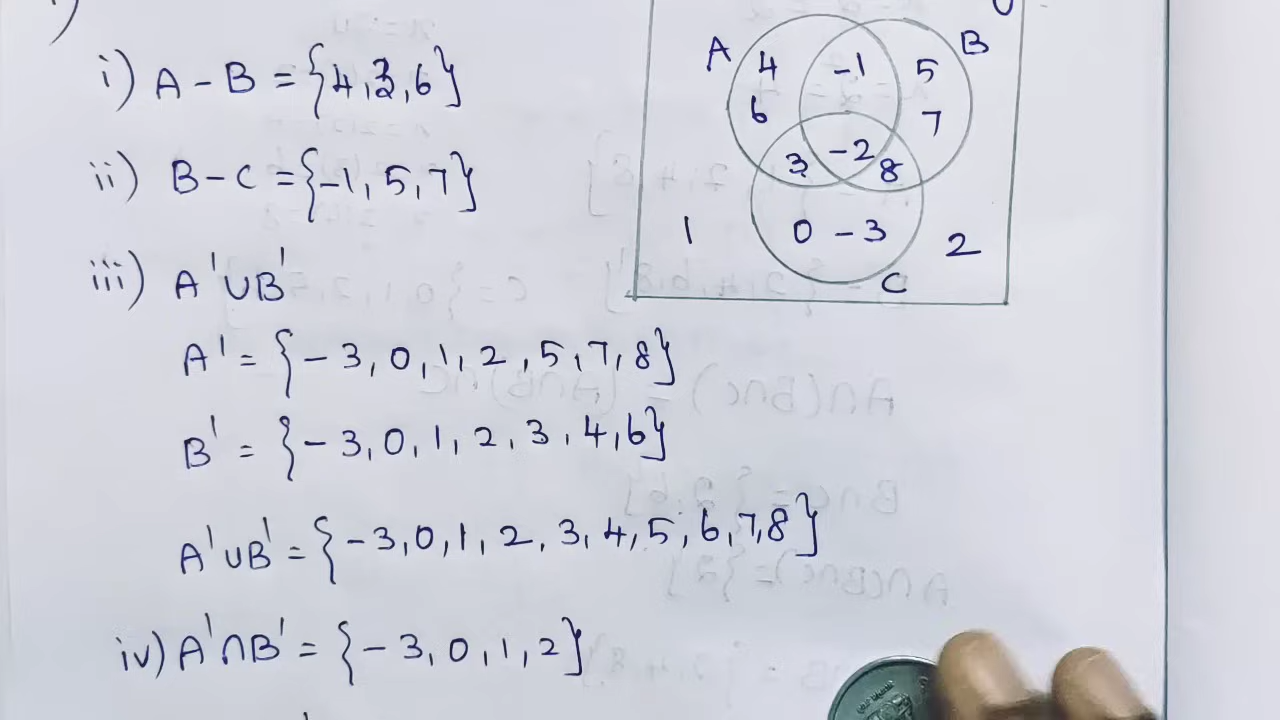 U
A 4 -1 5 B
6 7
3 -2 8
1 0 -3 2
C
i) A - B = {4,3,6}
ii) B - C = {-1, 5, 7}
iii) A' ∪ B'
A' = {-3, 0, 1, 2, 5, 7, 8}
B' = {-3, 0, 1, 2, 3, 4, 6}
A' ∪ B' = {-3, 0, 1, 2, 3, 4, 5, 6, 7, 8}
iv) A' ∩ B' = {-3, 0, 1, 2}